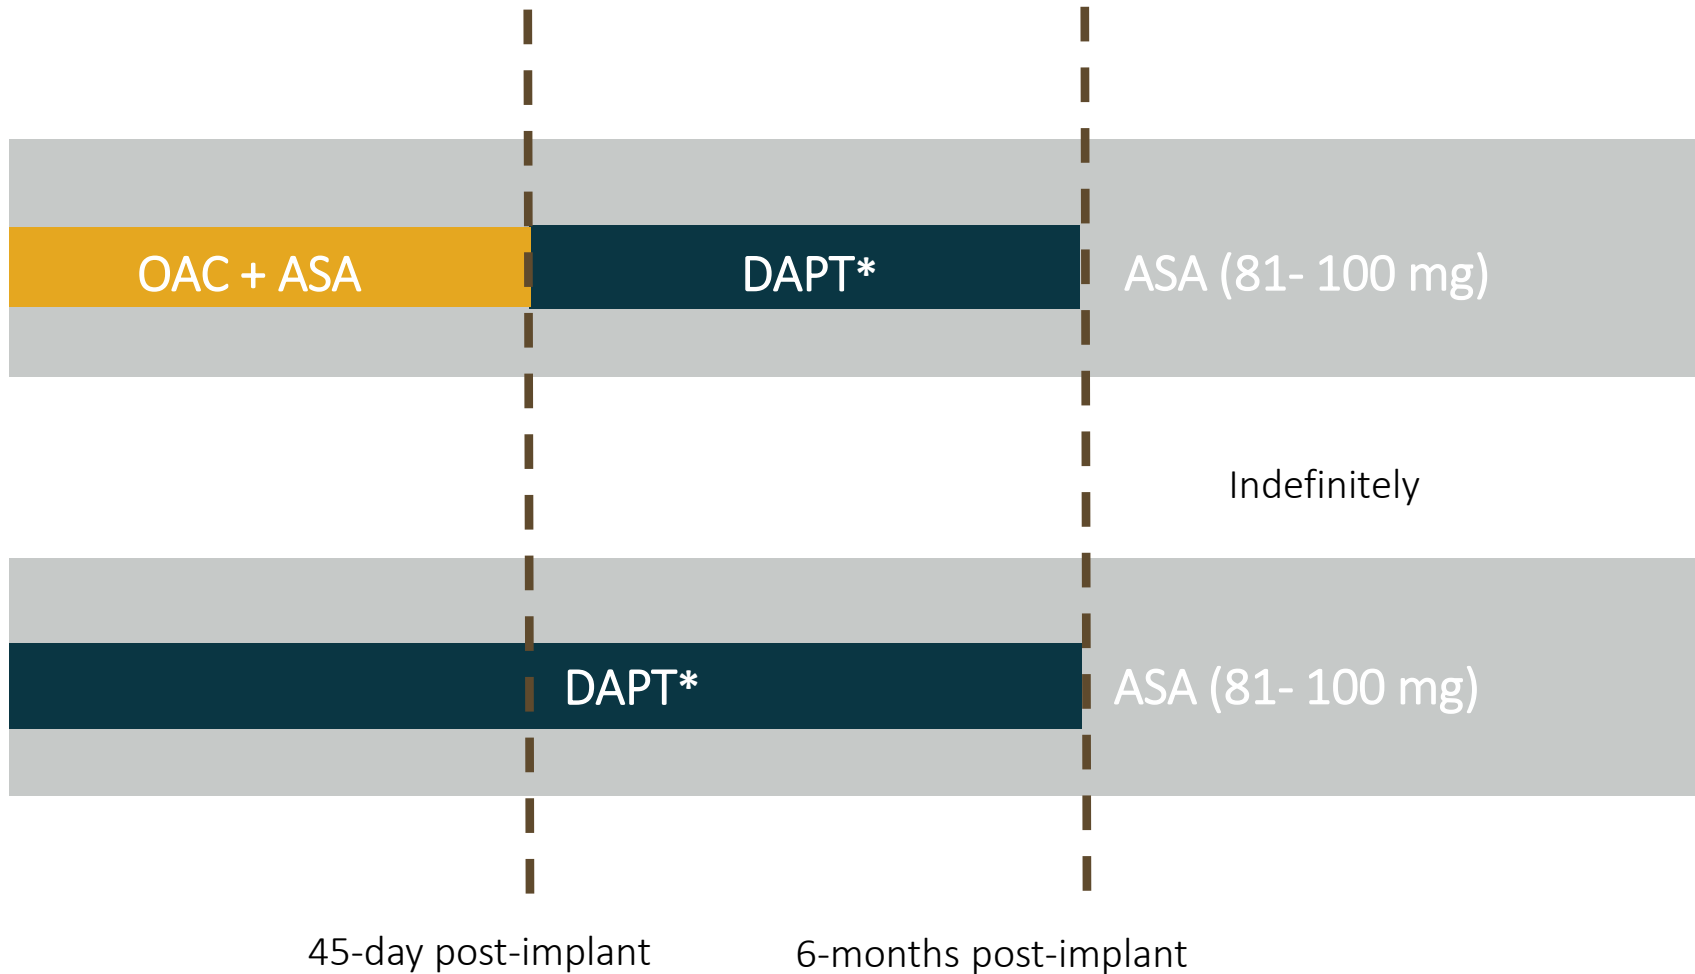 OAC + ASA
DAPT*
ASA (81- 100 mg)
Indefinitely
DAPT*
ASA (81- 100 mg)
45-day post-implant
6-months post-implant